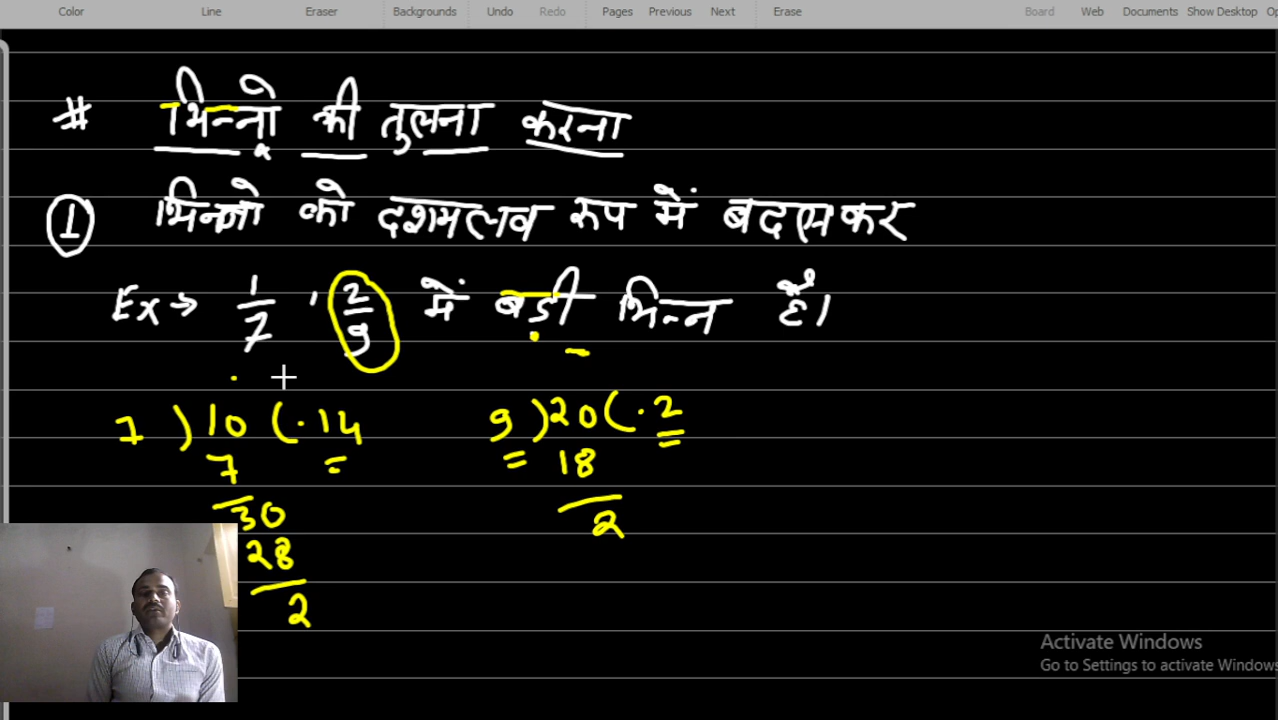 Color Line Eraser Backgrounds Undo Redo Pages Previous Next Erase Board Web Documents Show Desktop
# भिन्नो की तुलना करना
① भिन्नो को दशमलव रूप में बदलकर
Ex → 1/7 , 2/9 में बडी भिन्न है।
7 ) 10 ( .14
7
30
28
2
9 ) 20 ( .2
18
2
Activate Windows
Go to Settings to activate Windows